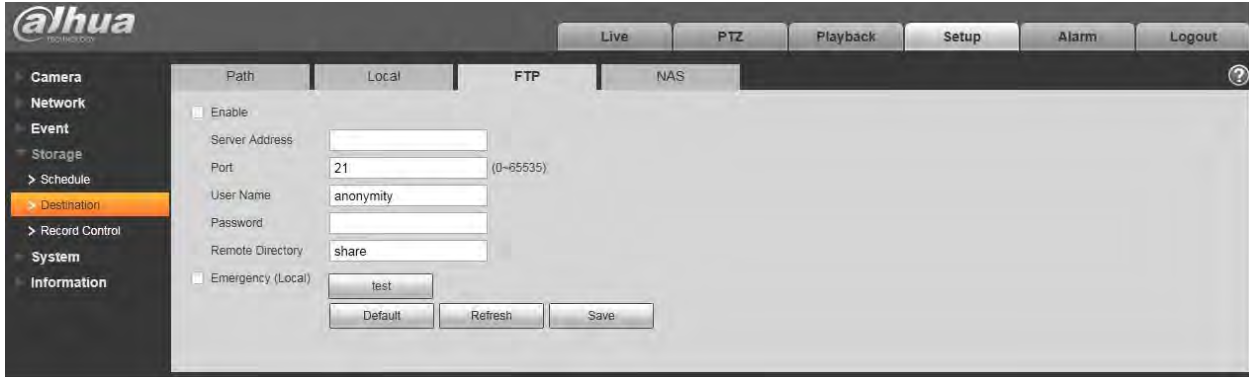 alhua
TECHNOLOGY
Live PTZ Playback Setup Alarm Logout
Camera
Network
Event
Storage
> Schedule
> Destination
> Record Control
System
Information
Path Local FTP NAS
?
Enable
Server Address
Port 21 (0~65535)
User Name anonymity
Password
Remote Directory share
Emergency (Local) test
Default Refresh Save